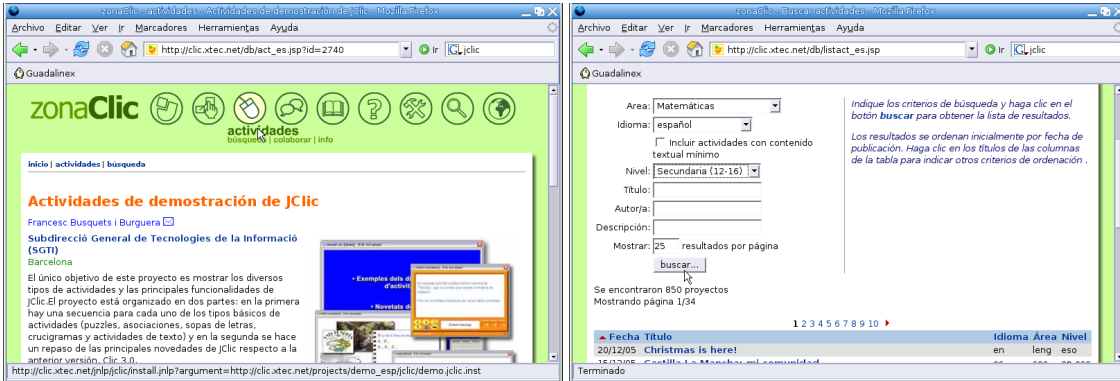 zonaClic - actividades - Actividades de demostración de JClic - Mozilla Firefox
Archivo Editar Ver Ir Marcadores Herramientas Ayuda
http://clic.xtec.net/db/act_es.jsp?id=2740 Ir jclic
Guadalinex
zonaClic
actividades
búsqueda | colaborar | info
inicio | actividades | búsqueda
Actividades de demostración de JClic
Francesc Busquets i Burguera
Subdirecció General de Tecnologies de la Informació
(SGTI)
Barcelona
El único objetivo de este proyecto es mostrar los diversos
tipos de actividades y las principales funcionalidades de
JClic.El proyecto está organizado en dos partes: en la primera
hay una secuencia para cada uno de los tipos básicos de
actividades (puzzles, asociaciones, sopas de letras,
crucigramas y actividades de texto) y en la segunda se hace
un repaso de las principales novedades de JClic respecto a la
anterior versión, Clic 3.0.
• Exemples dels
• Novetats
http://clic.xtec.net/jnlp/jclic/install.jnlp?argument=http://clic.xtec.net/projects/demo_esp/jclic/demo.jclic.inst
zonaClic - Buscar actividades - Mozilla Firefox
Archivo Editar Ver Ir Marcadores Herramientas Ayuda
http://clic.xtec.net/db/listact_es.jsp Ir jclic
Guadalinex
Area: Matemáticas
Idioma: español
Incluir actividades con contenido
textual mínimo
Nivel: Secundaria (12-16)
Título:
Autor/a:
Descripción:
Mostrar: 25 resultados por página
buscar...
Indique los criterios de búsqueda y haga clic en el
botón buscar para obtener la lista de resultados.
Los resultados se ordenan inicialmente por fecha de
publicación. Haga clic en los títulos de las columnas
de la tabla para indicar otros criterios de ordenación .
Se encontraron 850 proyectos
Mostrando página 1/34
1 2 3 4 5 6 7 8 9 10
Fecha Título Idioma Área Nivel
20/12/05 Christmas is here! en leng eso
15/12/05 Castilla La Mancha: mi comunidad
Terminado